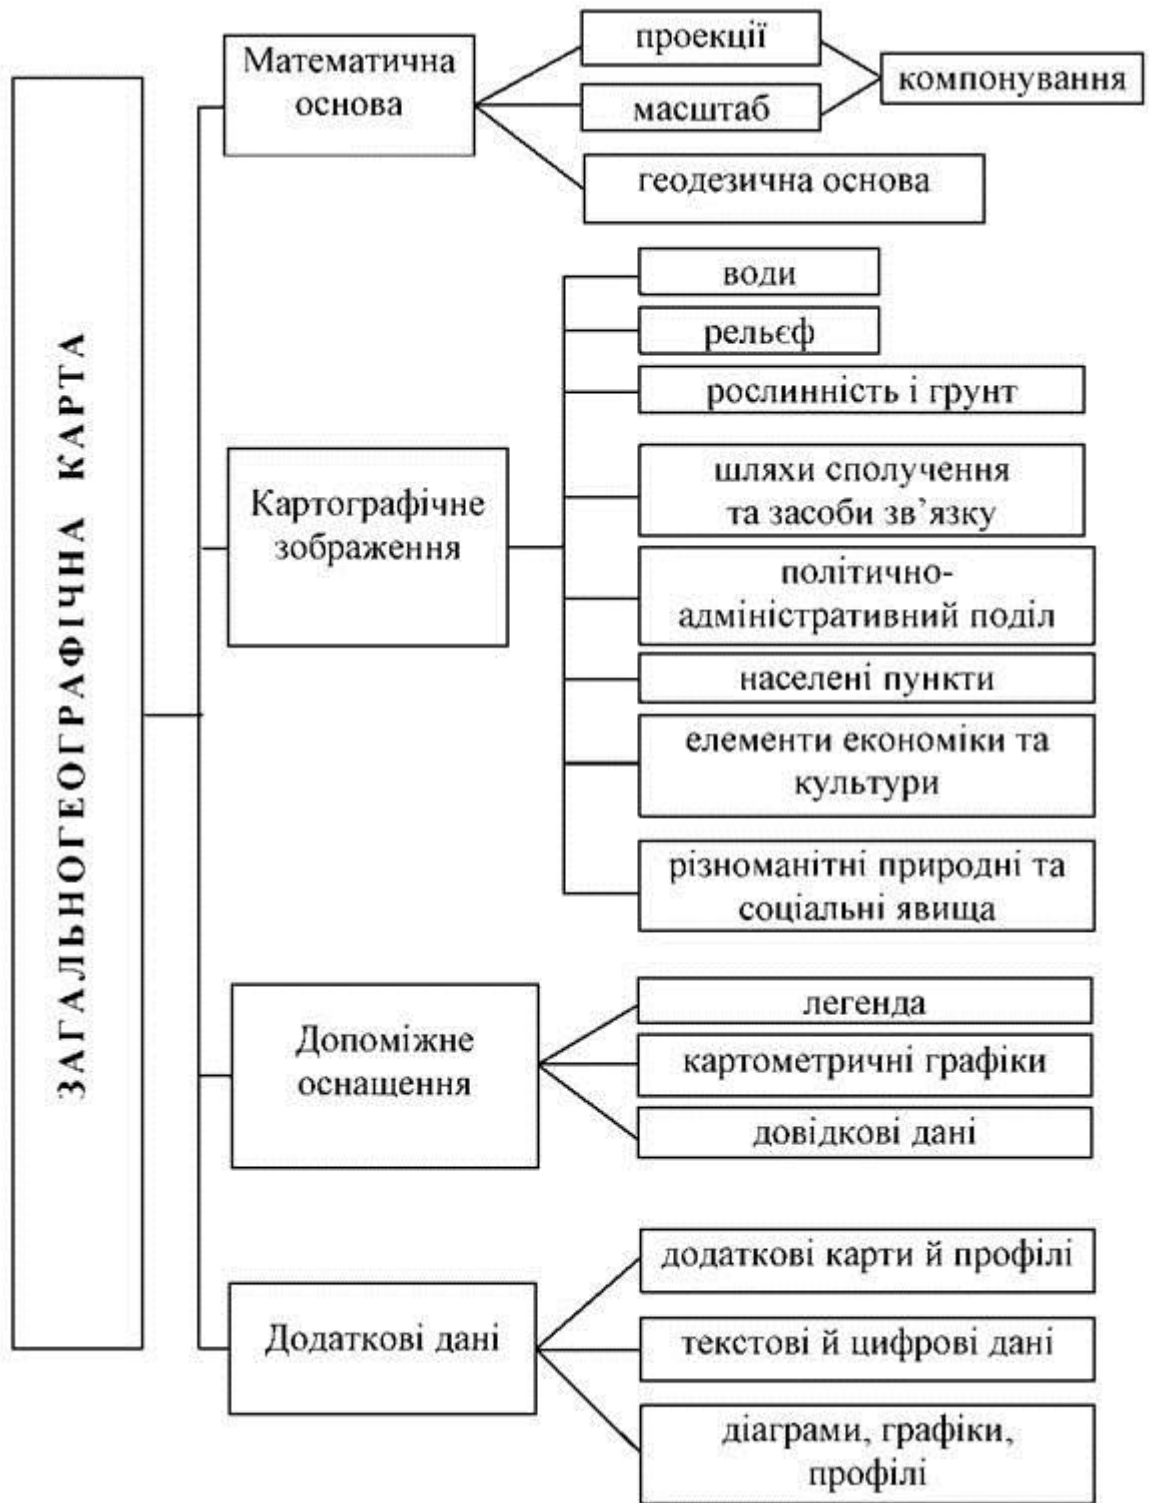 ЗАГАЛЬНОГЕОГРАФІЧНА КАРТА
Математична
основа
проекції
масштаб
геодезична основа
компонування
Картографічне
зображення
води
рельєф
рослинність і грунт
шляхи сполучення
та засоби зв’язку
політично-
адміністративний поділ
населені пункти
елементи економіки та
культури
різноманітні природні та
соціальні явища
Допоміжне
оснащення
легенда
картометричні графіки
довідкові дані
Додаткові дані
додаткові карти й профілі
текстові й цифрові дані
діаграми, графіки,
профілі